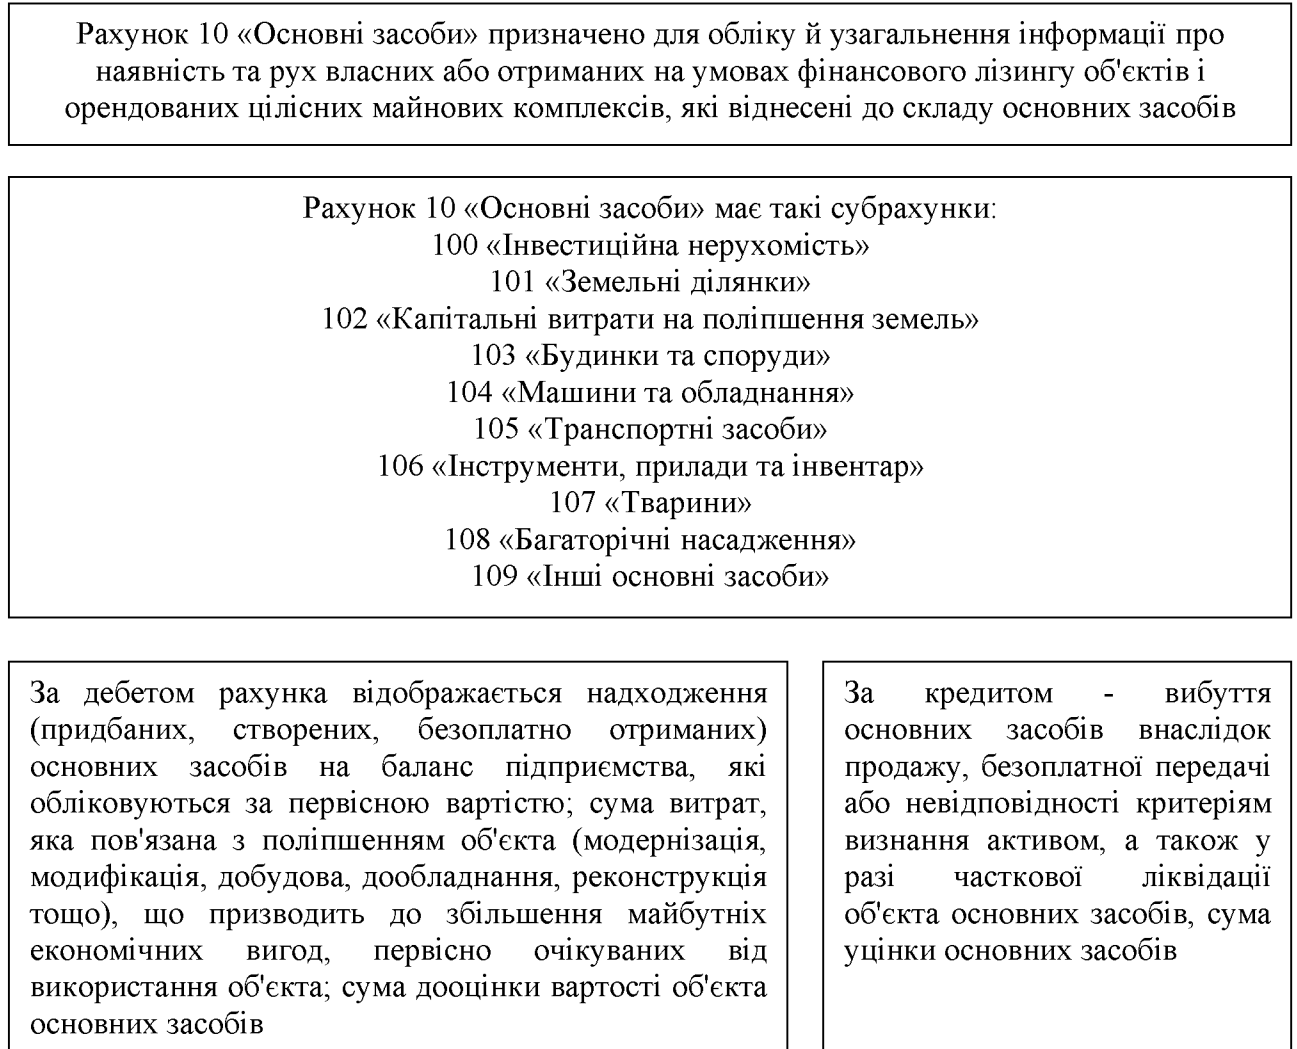 Рахунок 10 «Основні засоби» призначено для обліку й узагальнення інформації про
наявність та рух власних або отриманих на умовах фінансового лізингу об'єктів і
орендованих цілісних майнових комплексів, які віднесені до складу основних засобів
Рахунок 10 «Основні засоби» має такі субрахунки:
100 «Інвестиційна нерухомість»
101 «Земельні ділянки»
102 «Капітальні витрати на поліпшення земель»
103 «Будинки та споруди»
104 «Машини та обладнання»
105 «Транспортні засоби»
106 «Інструменти, прилади та інвентар»
107 «Тварини»
108 «Багаторічні насадження»
109 «Інші основні засоби»
За дебетом рахунка відображається надходження
(придбаних, створених, безоплатно отриманих)
основних засобів на баланс підприємства, які
обліковуються за первісною вартістю; сума витрат,
яка пов'язана з поліпшенням об'єкта (модернізація,
модифікація, добудова, дообладнання, реконструкція
тощо), що призводить до збільшення майбутніх
економічних вигод, первісно очікуваних від
використання об'єкта; сума дооцінки вартості об'єкта
основних засобів
За кредитом - вибуття
основних засобів внаслідок
продажу, безоплатної передачі
або невідповідності критеріям
визнання активом, а також у
разі часткової ліквідації
об'єкта основних засобів, сума
уцінки основних засобів